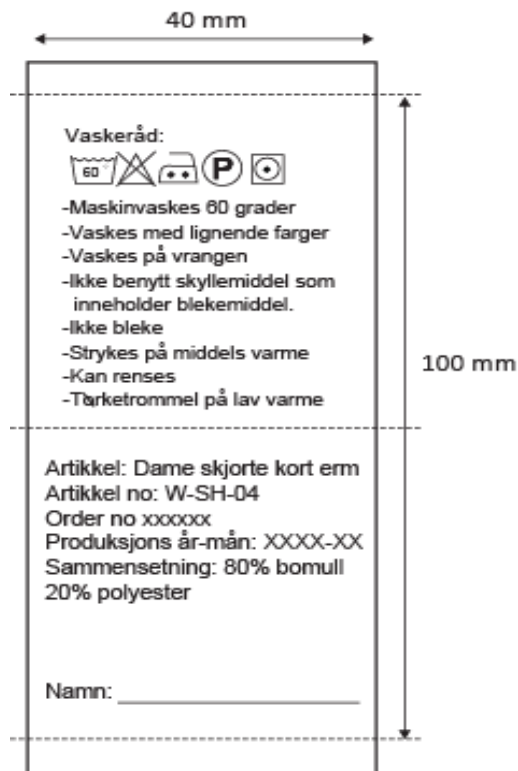 40 mm
Vaskeråd:
60
P
-Maskinvaskes 60 grader
-Vaskes med lignende farger
-Vaskes på vrangen
-Ikke benytt skyllemiddel som
inneholder blekemiddel.
-Ikke bleke
-Strykes på middels varme
-Kan renses
-Tørketrommel på lav varme
100 mm
Artikkel: Dame skjorte kort erm
Artikkel no: W-SH-04
Order no xxxxxx
Produksjons år-mån: XXXX-XX
Sammensetning: 80% bomull
20% polyester
Namn: